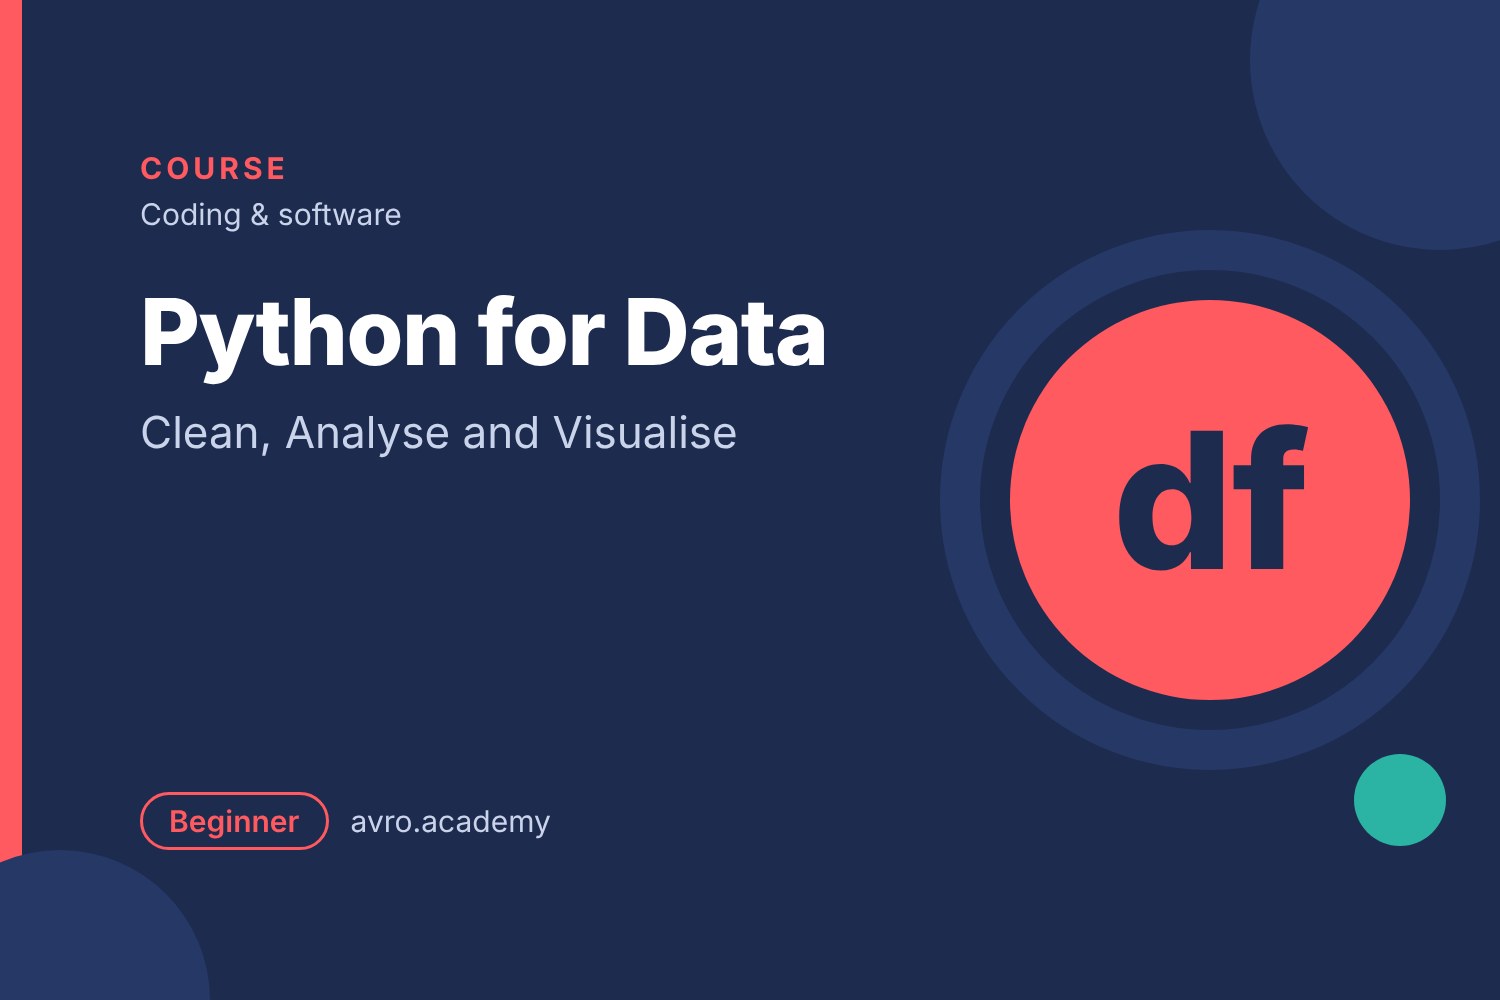 COURSE
Coding & software
Python for Data
Clean, Analyse and Visualise
df
Beginner
avro.academy